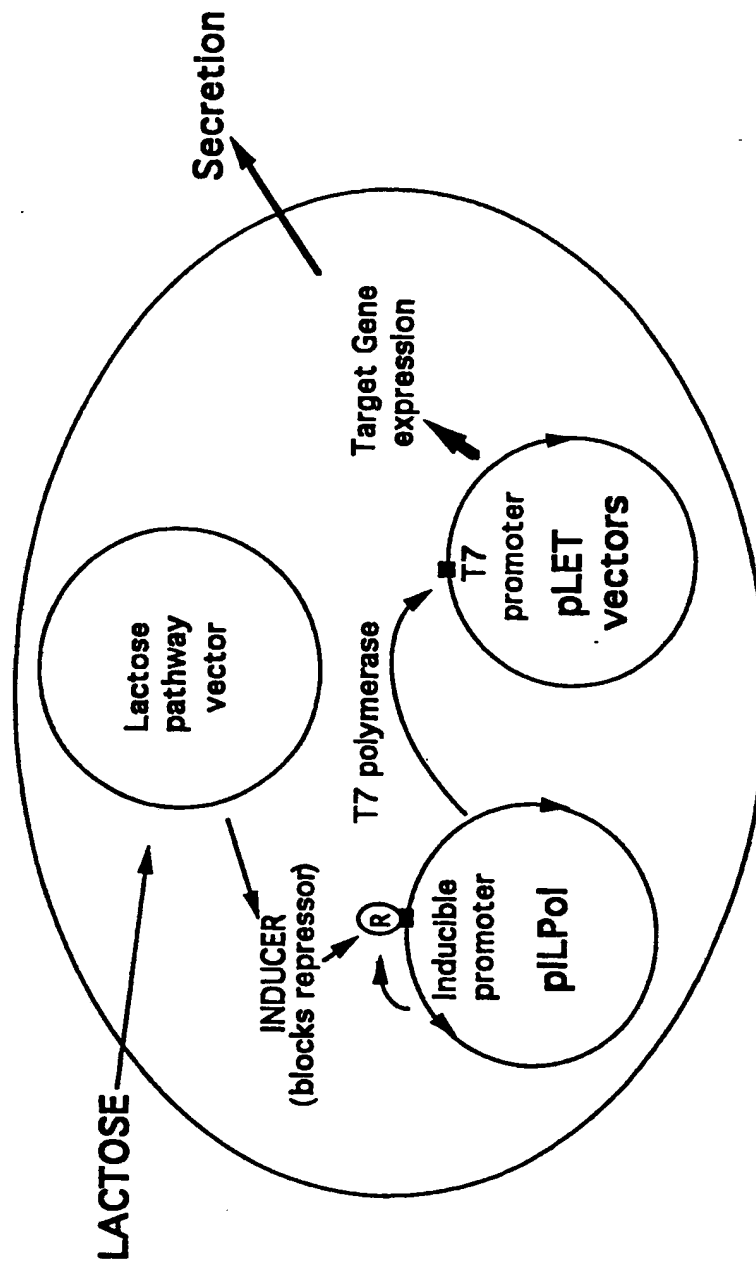 LACTOSE
Lactose
pathway
vector
INDUCER
(blocks repressor)
R
Inducible
promoter
pILPol
T7 polymerase
T7
promoter
pLET
vectors
Target Gene
expression
Secretion